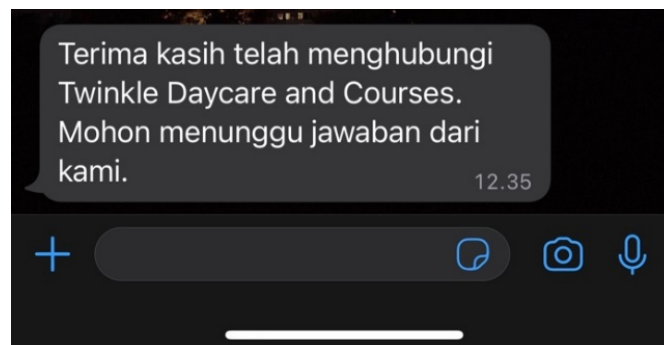 Terima kasih telah menghubungi
Twinkle Daycare and Courses.
Mohon menunggu jawaban dari
kami.
12.35